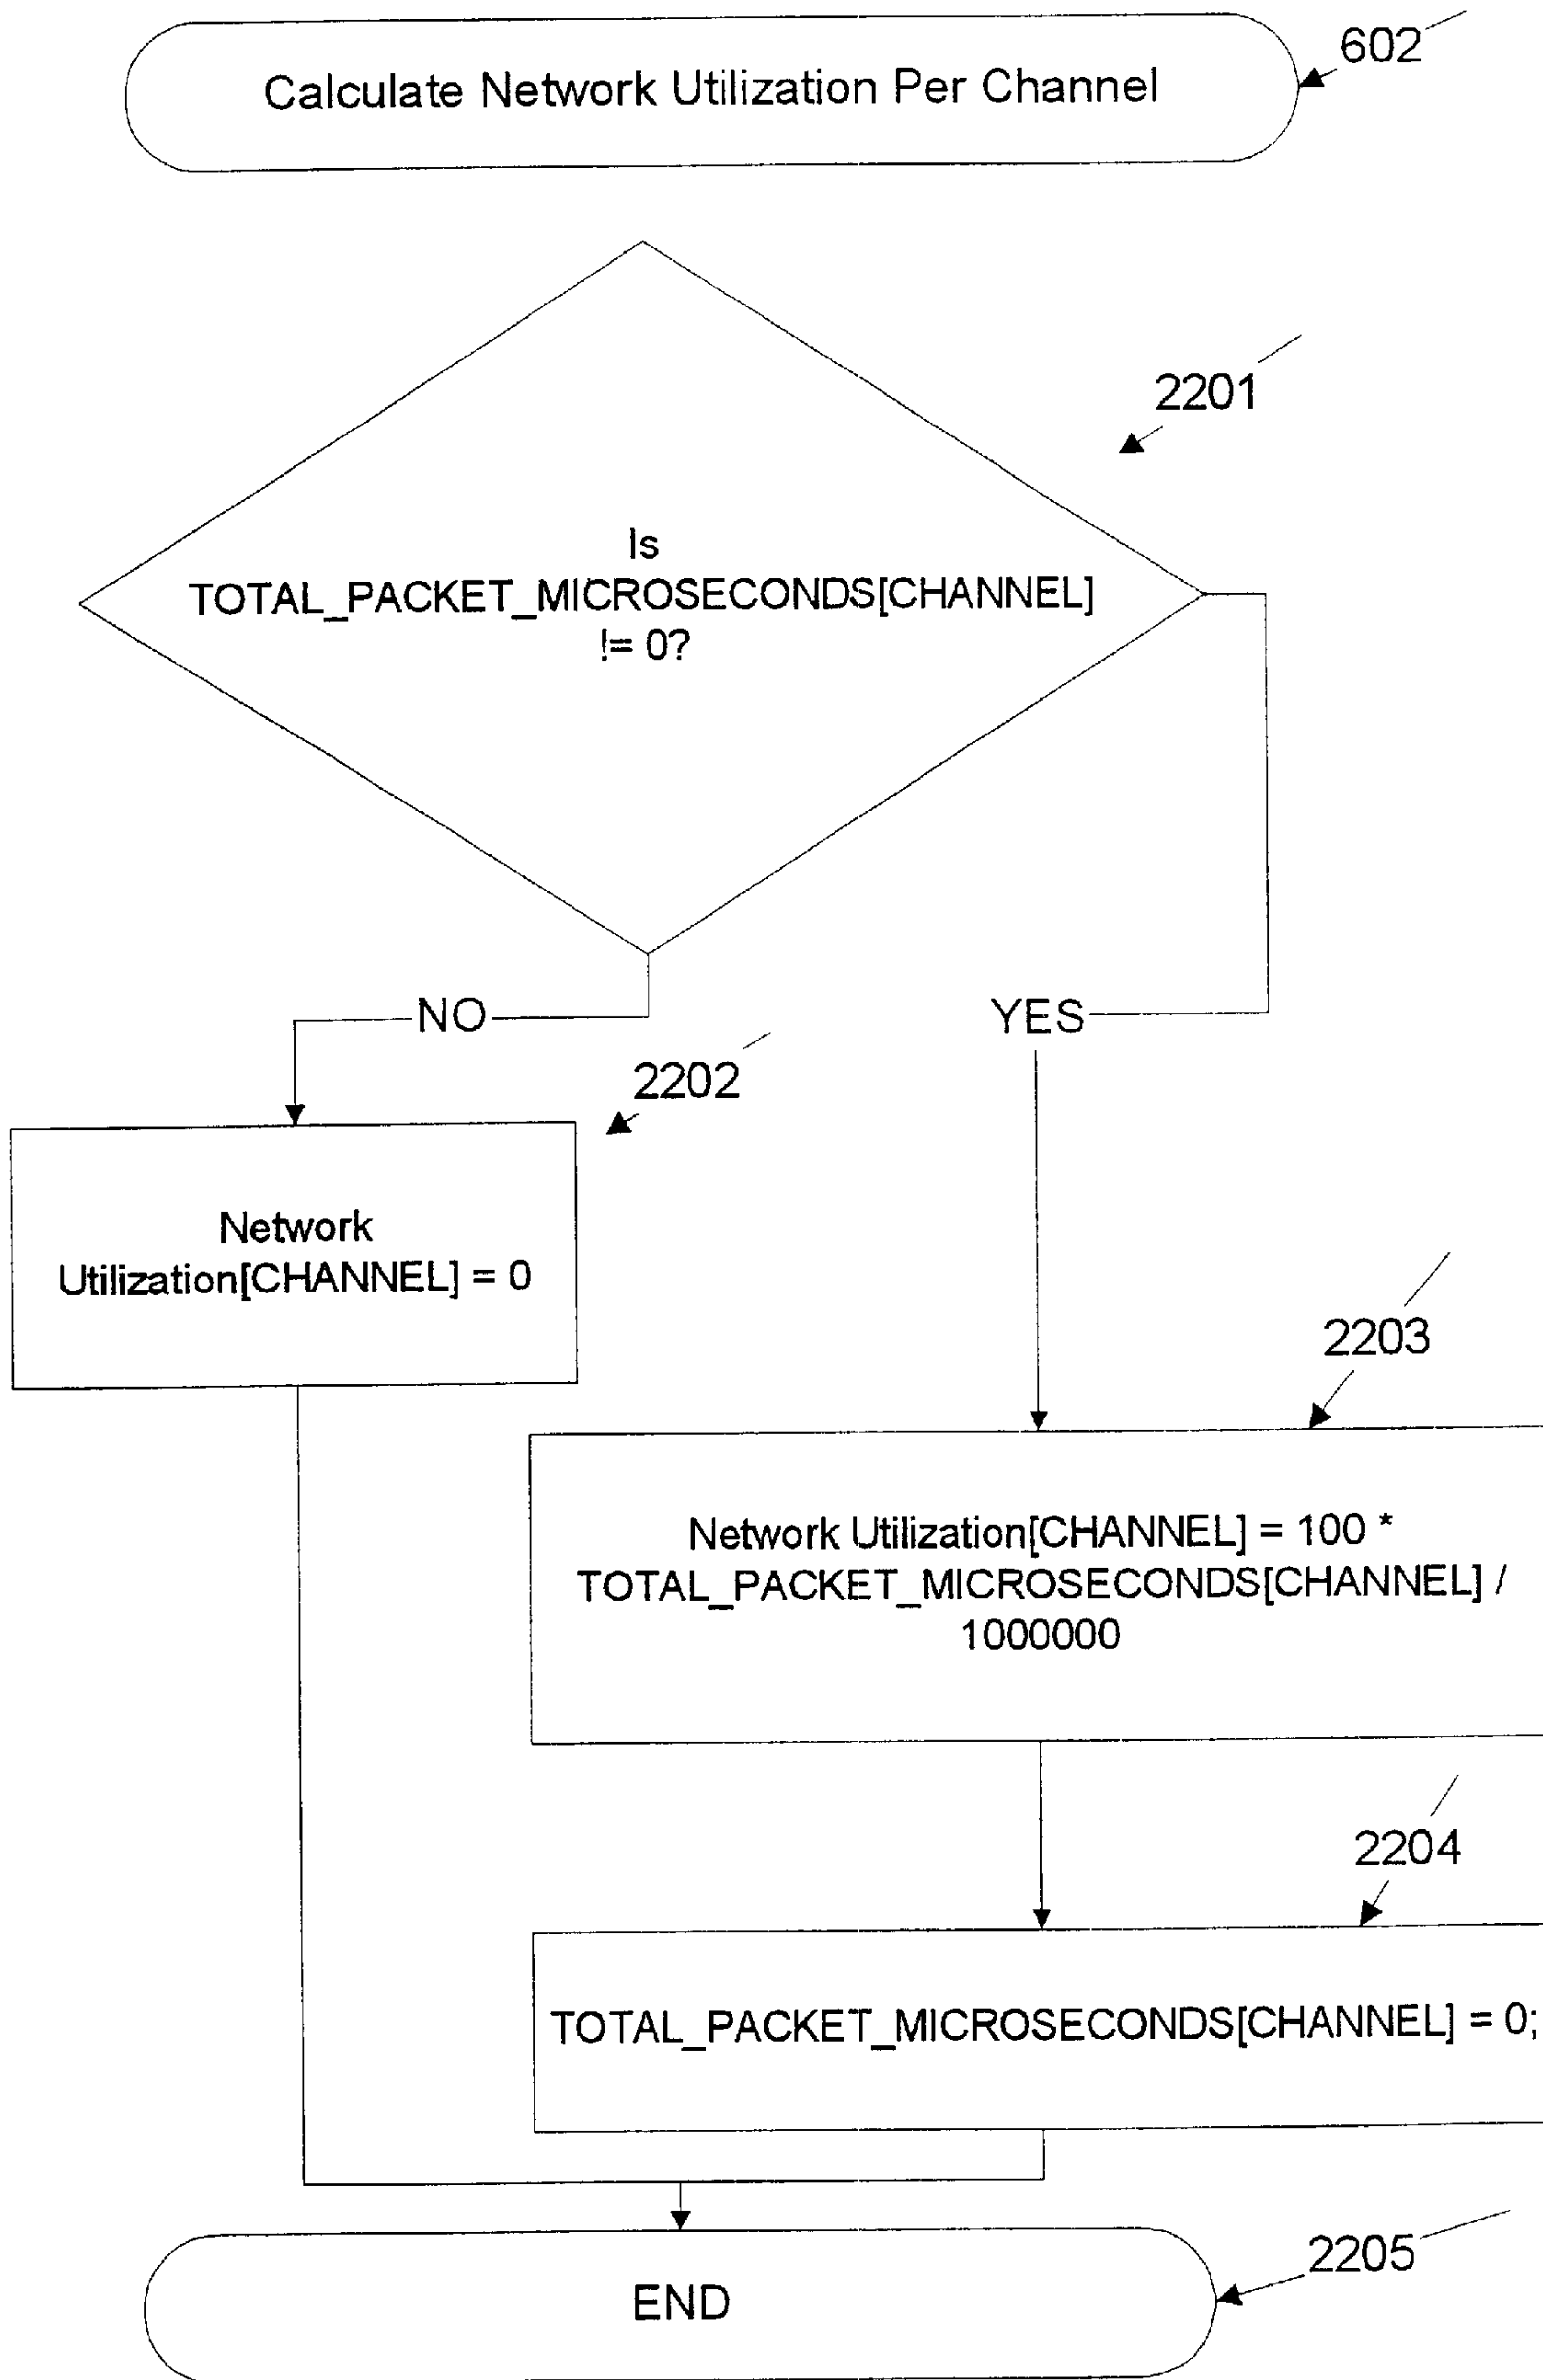 602
Calculate Network Utilization Per Channel
2201
Is
TOTAL_PACKET_MICROSECONDS[CHANNEL]
!= 0?
NO
YES
2202
Network
Utilization[CHANNEL] = 0
2203
Network Utilization[CHANNEL] = 100 *
TOTAL_PACKET_MICROSECONDS[CHANNEL] /
1000000
2204
TOTAL_PACKET_MICROSECONDS[CHANNEL] = 0;
2205
END